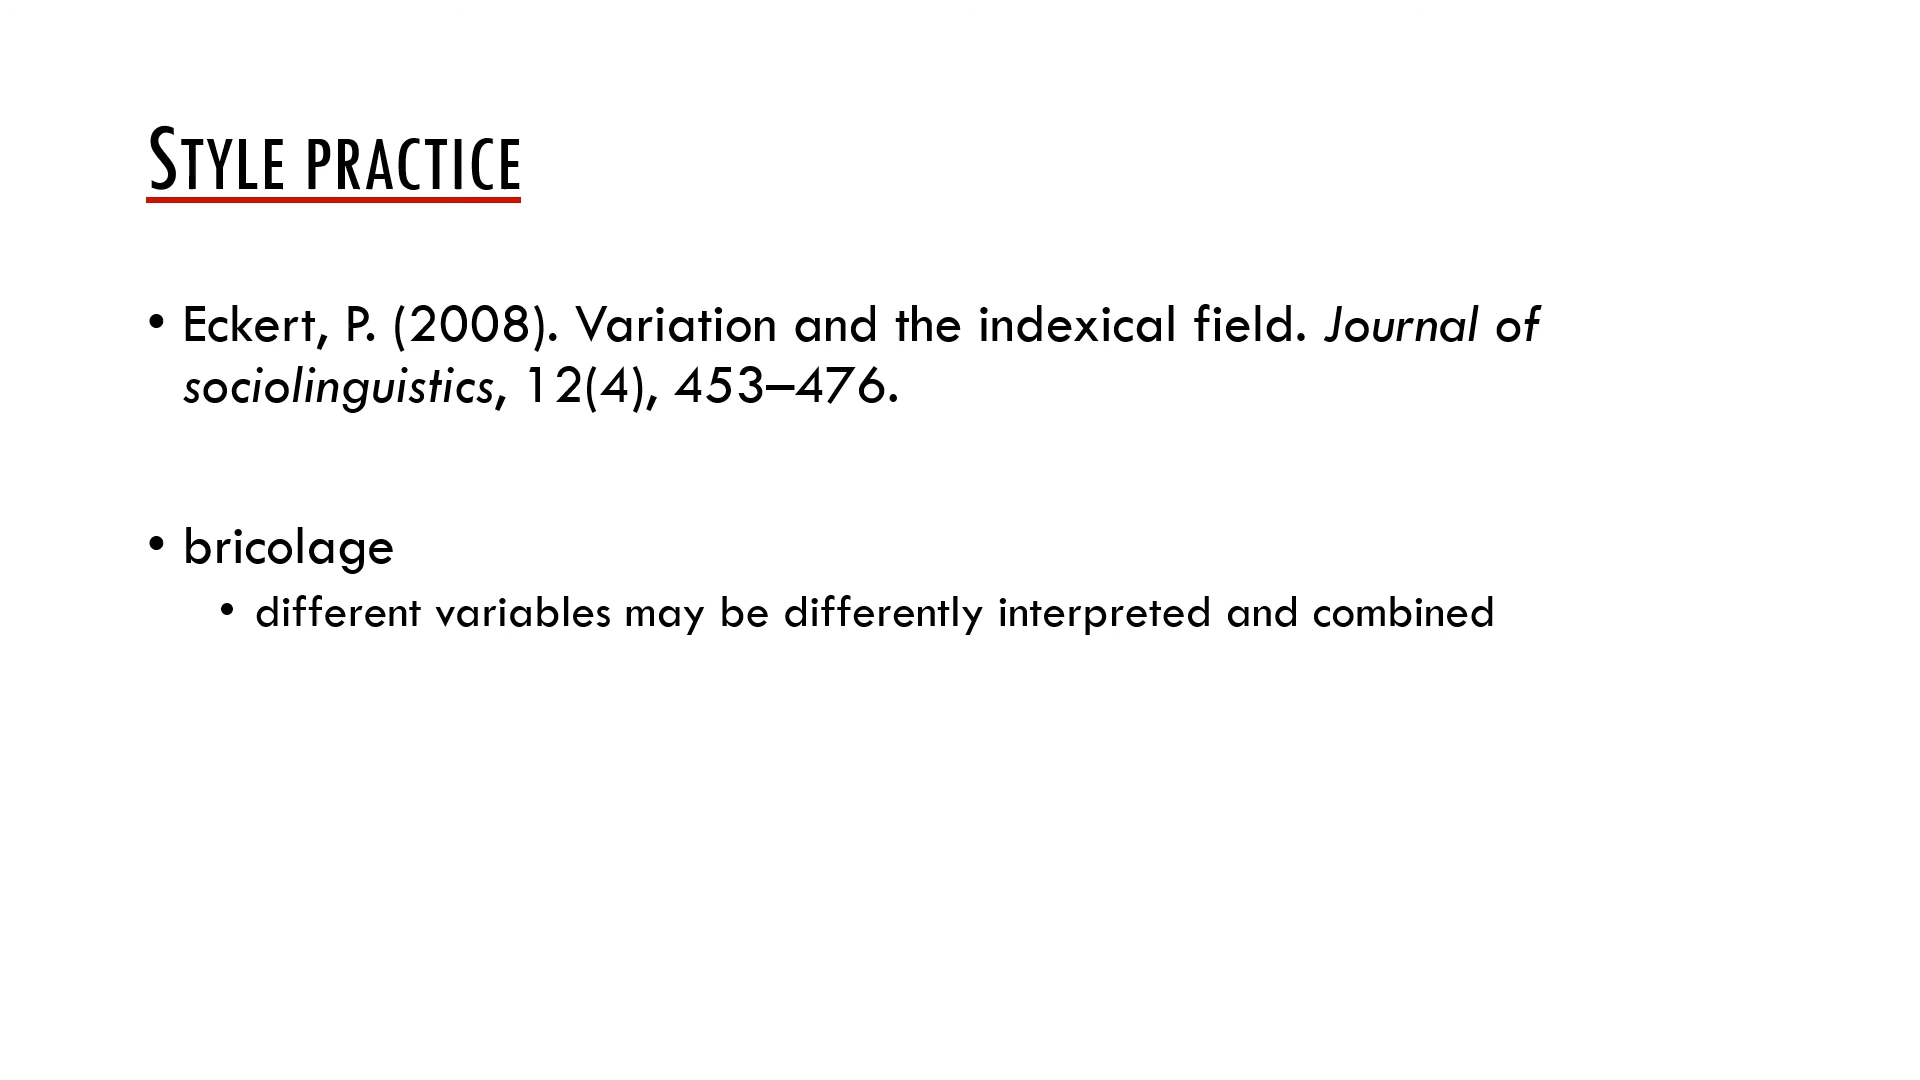 Style practice
• Eckert, P. (2008). Variation and the indexical field. Journal of
sociolinguistics, 12(4), 453–476.
• bricolage
• different variables may be differently interpreted and combined